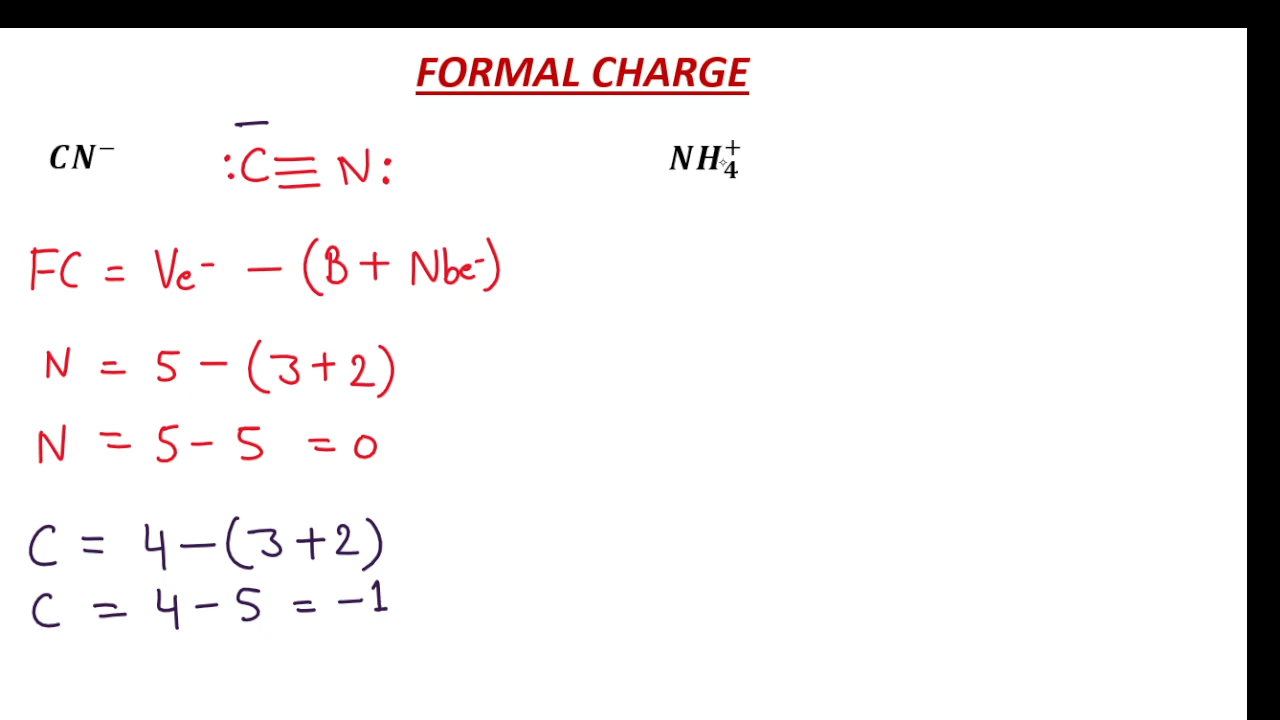 FORMAL CHARGE
CN⁻
:C̅≡N:
NH₄⁺
FC = Ve⁻ - (B + Nbe⁻)
N = 5 - (3+2)
N = 5 - 5 = 0
C = 4 - (3+2)
C = 4 - 5 = -1